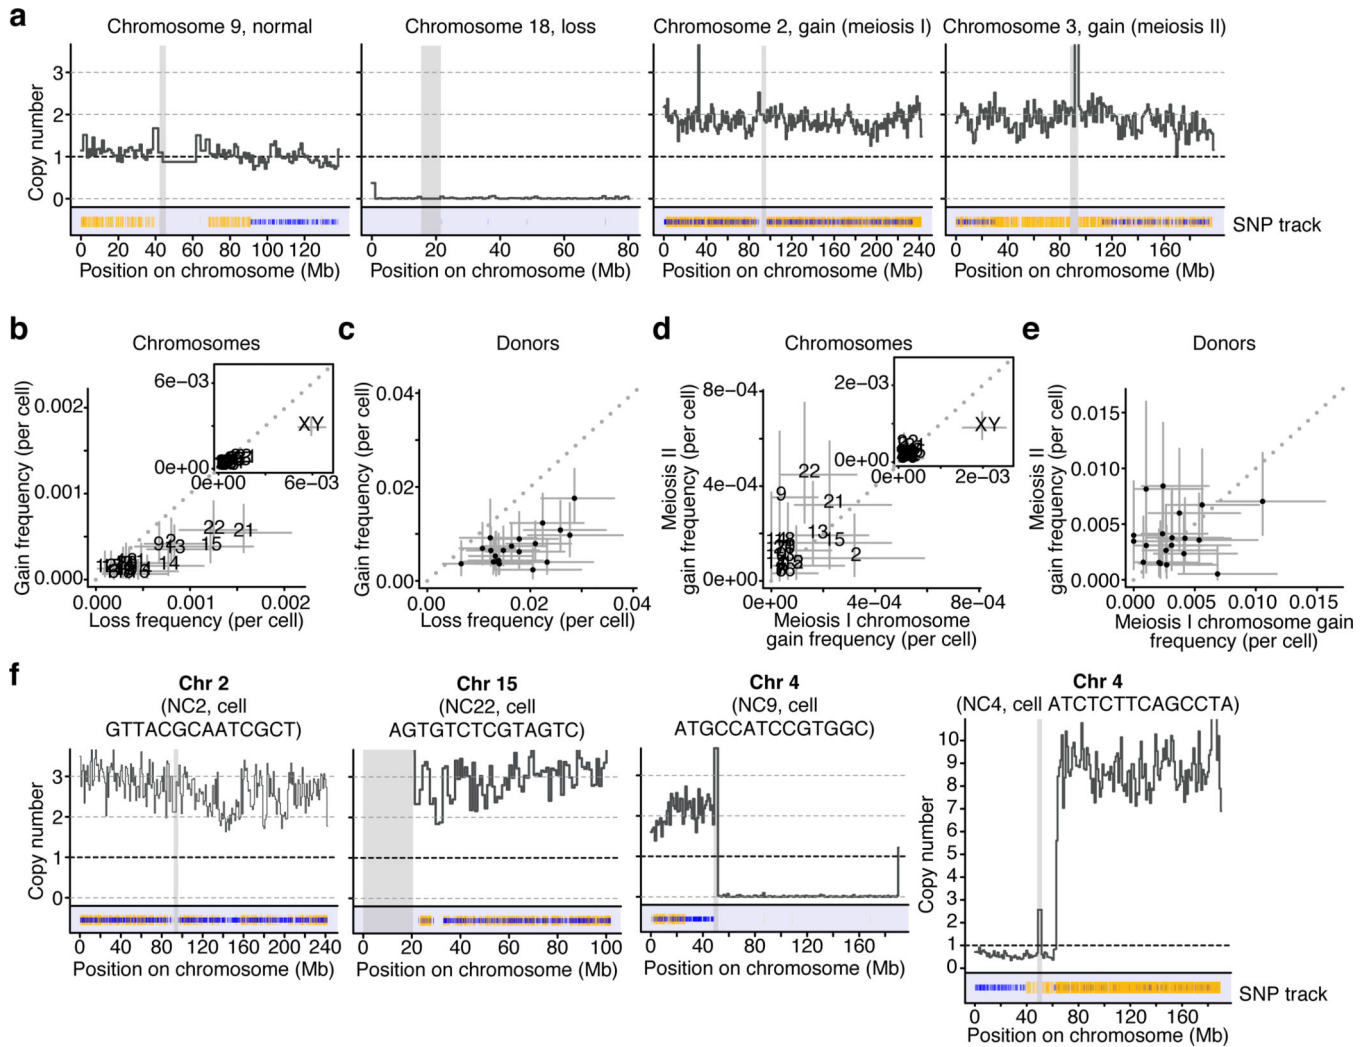 a
Chromosome 9, normal
Chromosome 18, loss
Chromosome 2, gain (meiosis I)
Chromosome 3, gain (meiosis II)
Copy number
3
2
1
0
SNP track
0 20 40 60 80 100 120
0 20 40 60 80
0 40 80 120 160 200 240
0 40 80 120 160
Position on chromosome (Mb)
Position on chromosome (Mb)
Position on chromosome (Mb)
Position on chromosome (Mb)
b
Chromosomes
Gain frequency (per cell)
0.002
0.001
0.000
6e−03
0e+00
XY
0e+00 6e−03
22 21
9 2 13 15
14
0.000 0.001 0.002
Loss frequency (per cell)
c
Donors
Gain frequency (per cell)
0.04
0.02
0.00
0.00 0.02 0.04
Loss frequency (per cell)
d
Chromosomes
Meiosis II
gain frequency (per cell)
8e−04
4e−04
0e+00
2e−03
0e+00
XY
0e+00 2e−03
22
9
21
13
15
2
0e+00 4e−04 8e−04
Meiosis I chromosome
gain frequency (per cell)
e
Donors
Meiosis II
gain frequency (per cell)
0.015
0.010
0.005
0.000
0.000 0.005 0.010 0.015
Meiosis I chromosome gain
frequency (per cell)
f
Chr 2
(NC2, cell
GTTACGCAATCGCT)
Chr 15
(NC22, cell
AGTGTCTCGTAGTC)
Chr 4
(NC9, cell
ATGCCATCCGTGGC)
Chr 4
(NC4, cell ATCTCTTCAGCCTA)
Copy number
3
2
1
0
0 40 80 120 160 200 240
0 20 40 60 80 100
0 40 80 120 160
Position on chromosome (Mb)
Position on chromosome (Mb)
Position on chromosome (Mb)
Copy number
10
9
8
7
6
5
4
3
2
1
0
SNP track
0 40 80 120 160
Position on chromosome (Mb)